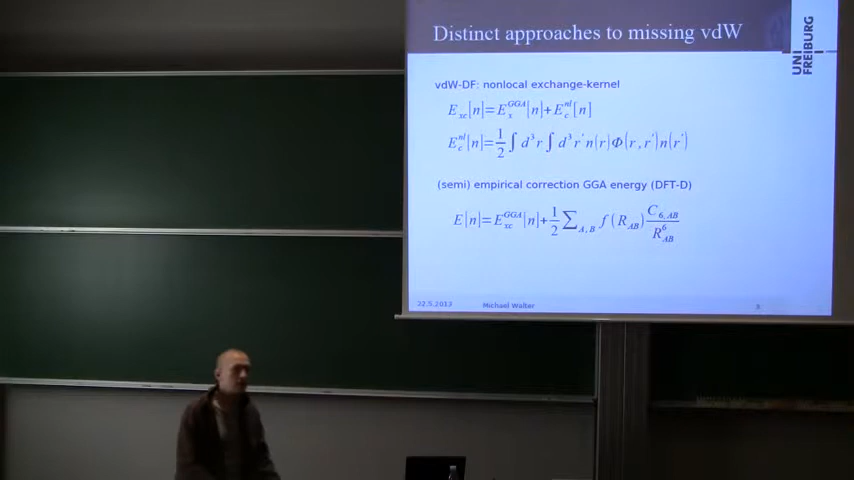 Distinct approaches to missing vdW
UNI
FREIBURG
vdW-DF: nonlocal exchange-kernel
E_xc[n]=E_x^GGA[n]+E_c^nl[n]
E_c^nl[n]=1/2 ∫ d³r ∫ d³r' n(r)Φ(r,r')n(r')
(semi) empirical correction GGA energy (DFT-D)
E[n]=E_xc^GGA[n]+1/2 ∑_A,B f(R_AB) C_6,AB/R_AB^6
22.5.2013 Michael Walter